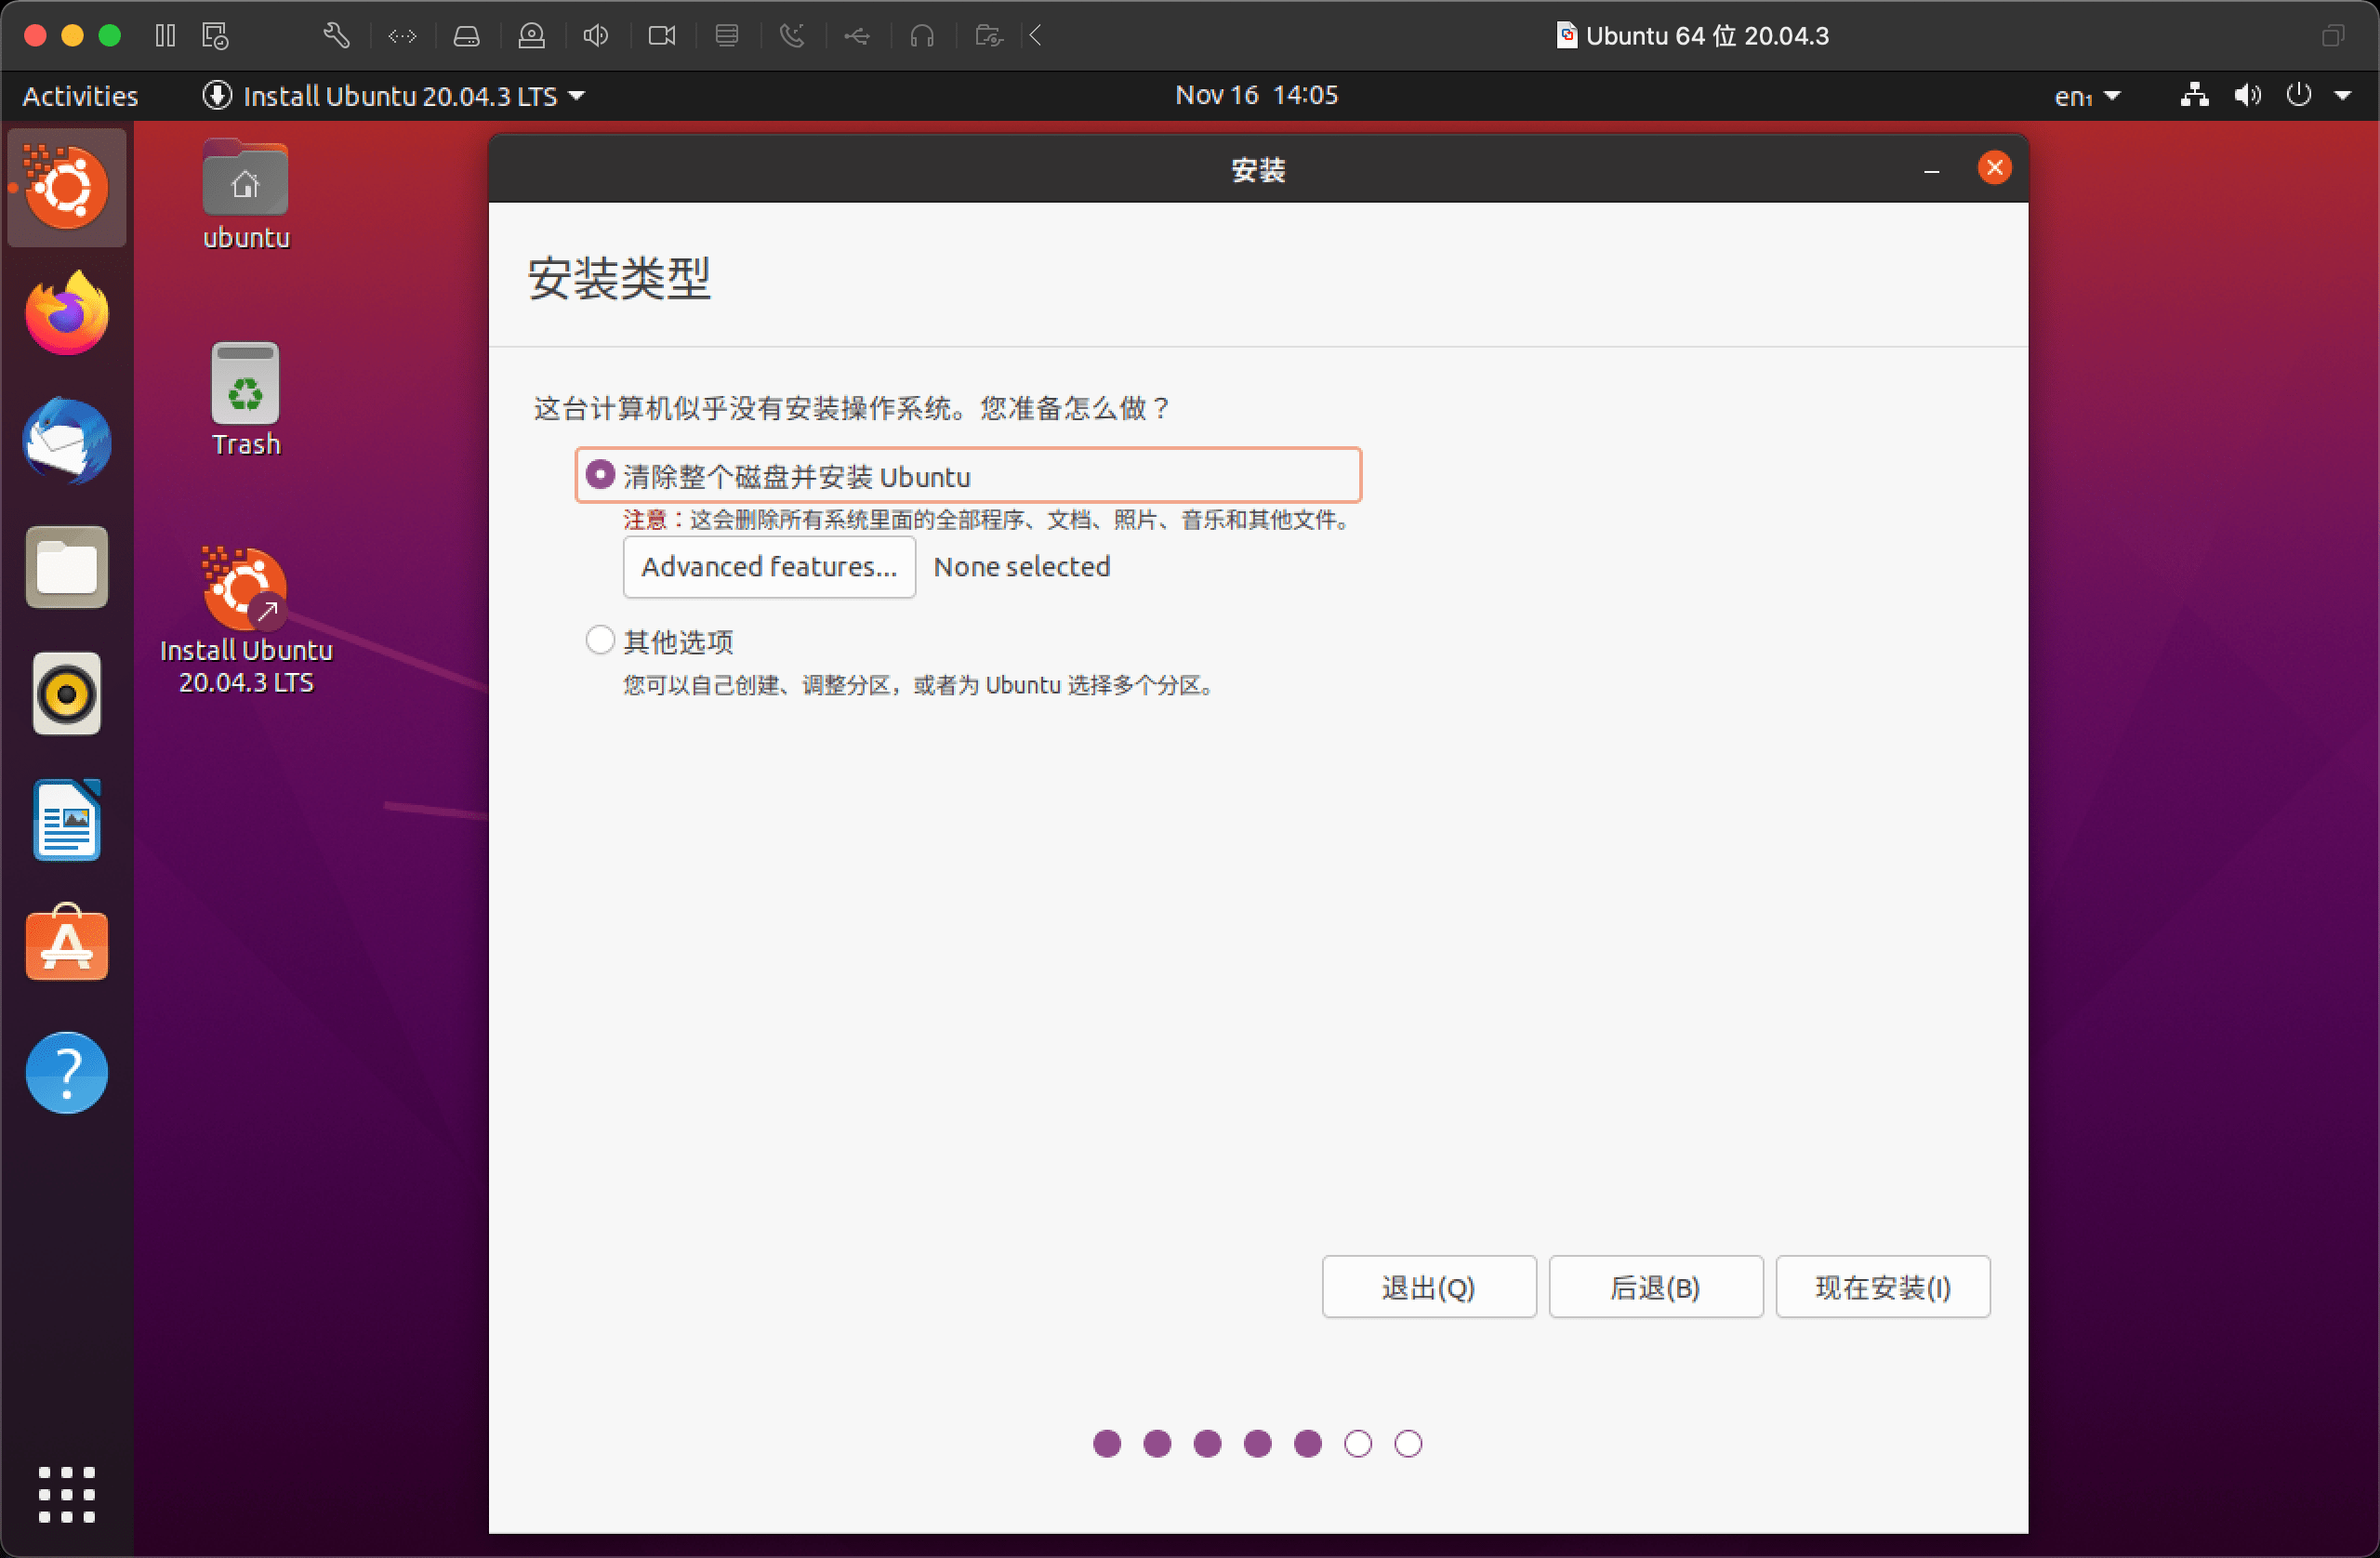 Ubuntu 64 位 20.04.3
Activities
Install Ubuntu 20.04.3 LTS
Nov 16 14:05
en₁
ubuntu
Trash
Install Ubuntu
20.04.3 LTS
安装
安装类型
这台计算机似乎没有安装操作系统。您准备怎么做？
清除整个磁盘并安装 Ubuntu
注意：这会删除所有系统里面的全部程序、文档、照片、音乐和其他文件。
Advanced features...
None selected
其他选项
您可以自己创建、调整分区，或者为 Ubuntu 选择多个分区。
退出(Q)
后退(B)
现在安装(I)